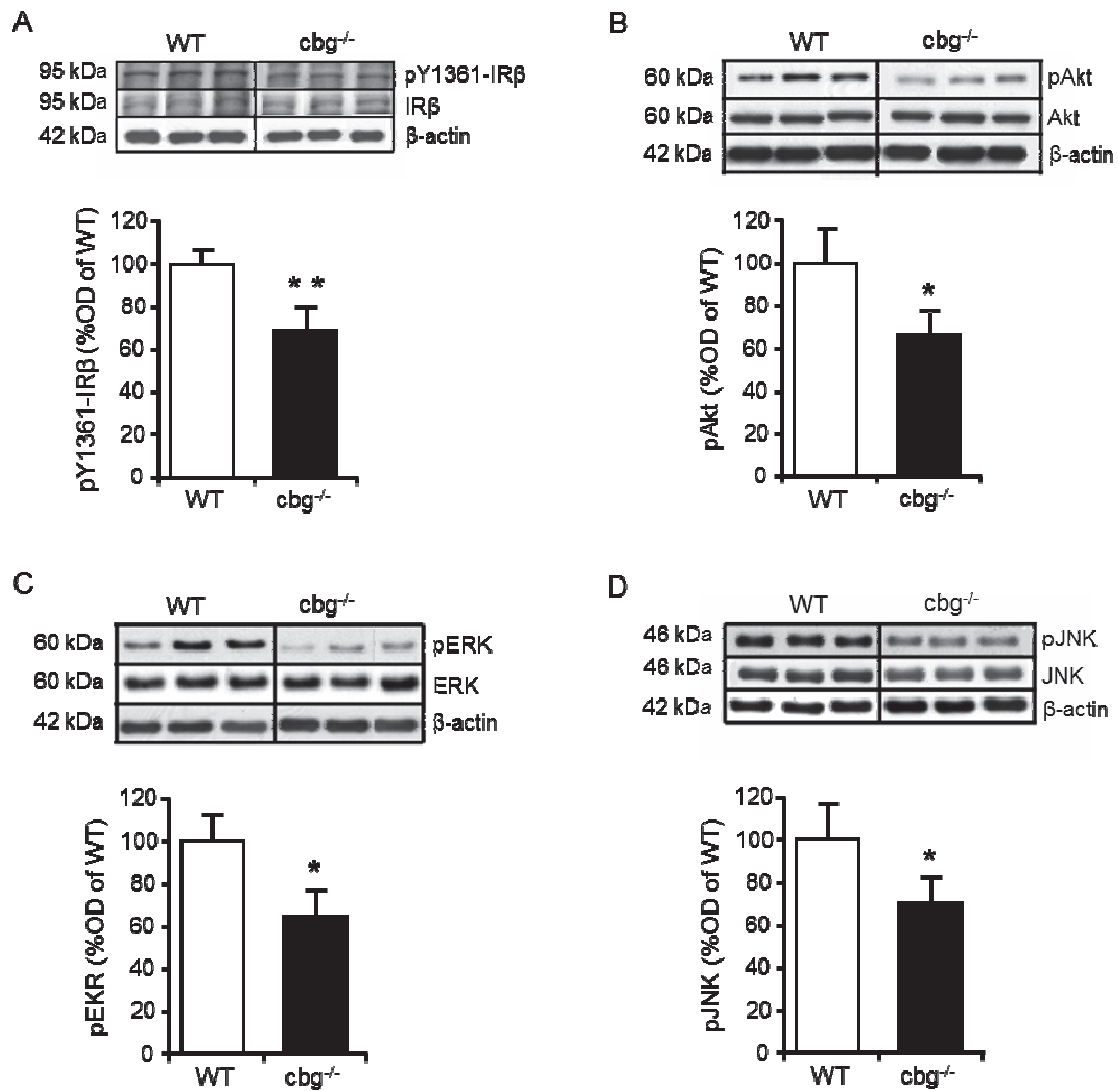 A
WT cbg-/-
95 kDa pY1361-IRβ
95 kDa IRβ
42 kDa β-actin
pY1361-IRβ (%OD of WT)
120
100
80
60
40
20
0
* *
WT cbg-/-
B
WT cbg-/-
60 kDa pAkt
60 kDa Akt
42 kDa β-actin
pAkt (%OD of WT)
120
100
80
60
40
20
0
*
WT cbg-/-
C
WT cbg-/-
60 kDa pERK
60 kDa ERK
42 kDa β-actin
pEKR (%OD of WT)
120
100
80
60
40
20
0
*
WT cbg-/-
D
WT cbg-/-
46 kDa pJNK
46 kDa JNK
42 kDa β-actin
pJNK (%OD of WT)
120
100
80
60
40
20
0
*
WT cbg-/-